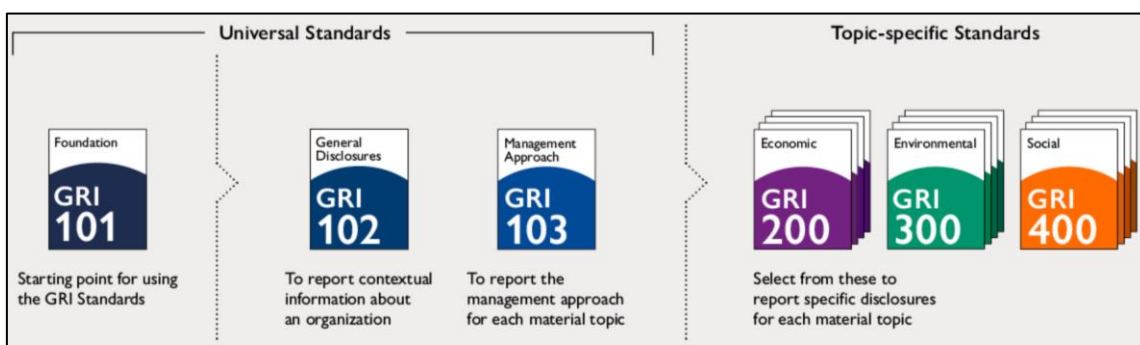 Universal Standards
Topic-specific Standards
Foundation
GRI
101
Starting point for using
the GRI Standards
General
Disclosures
GRI
102
To report contextual
information about
an organization
Management
Approach
GRI
103
To report the
management approach
for each material topic
Economic
GRI
200
Environmental
GRI
300
Social
GRI
400
Select from these to
report specific disclosures
for each material topic